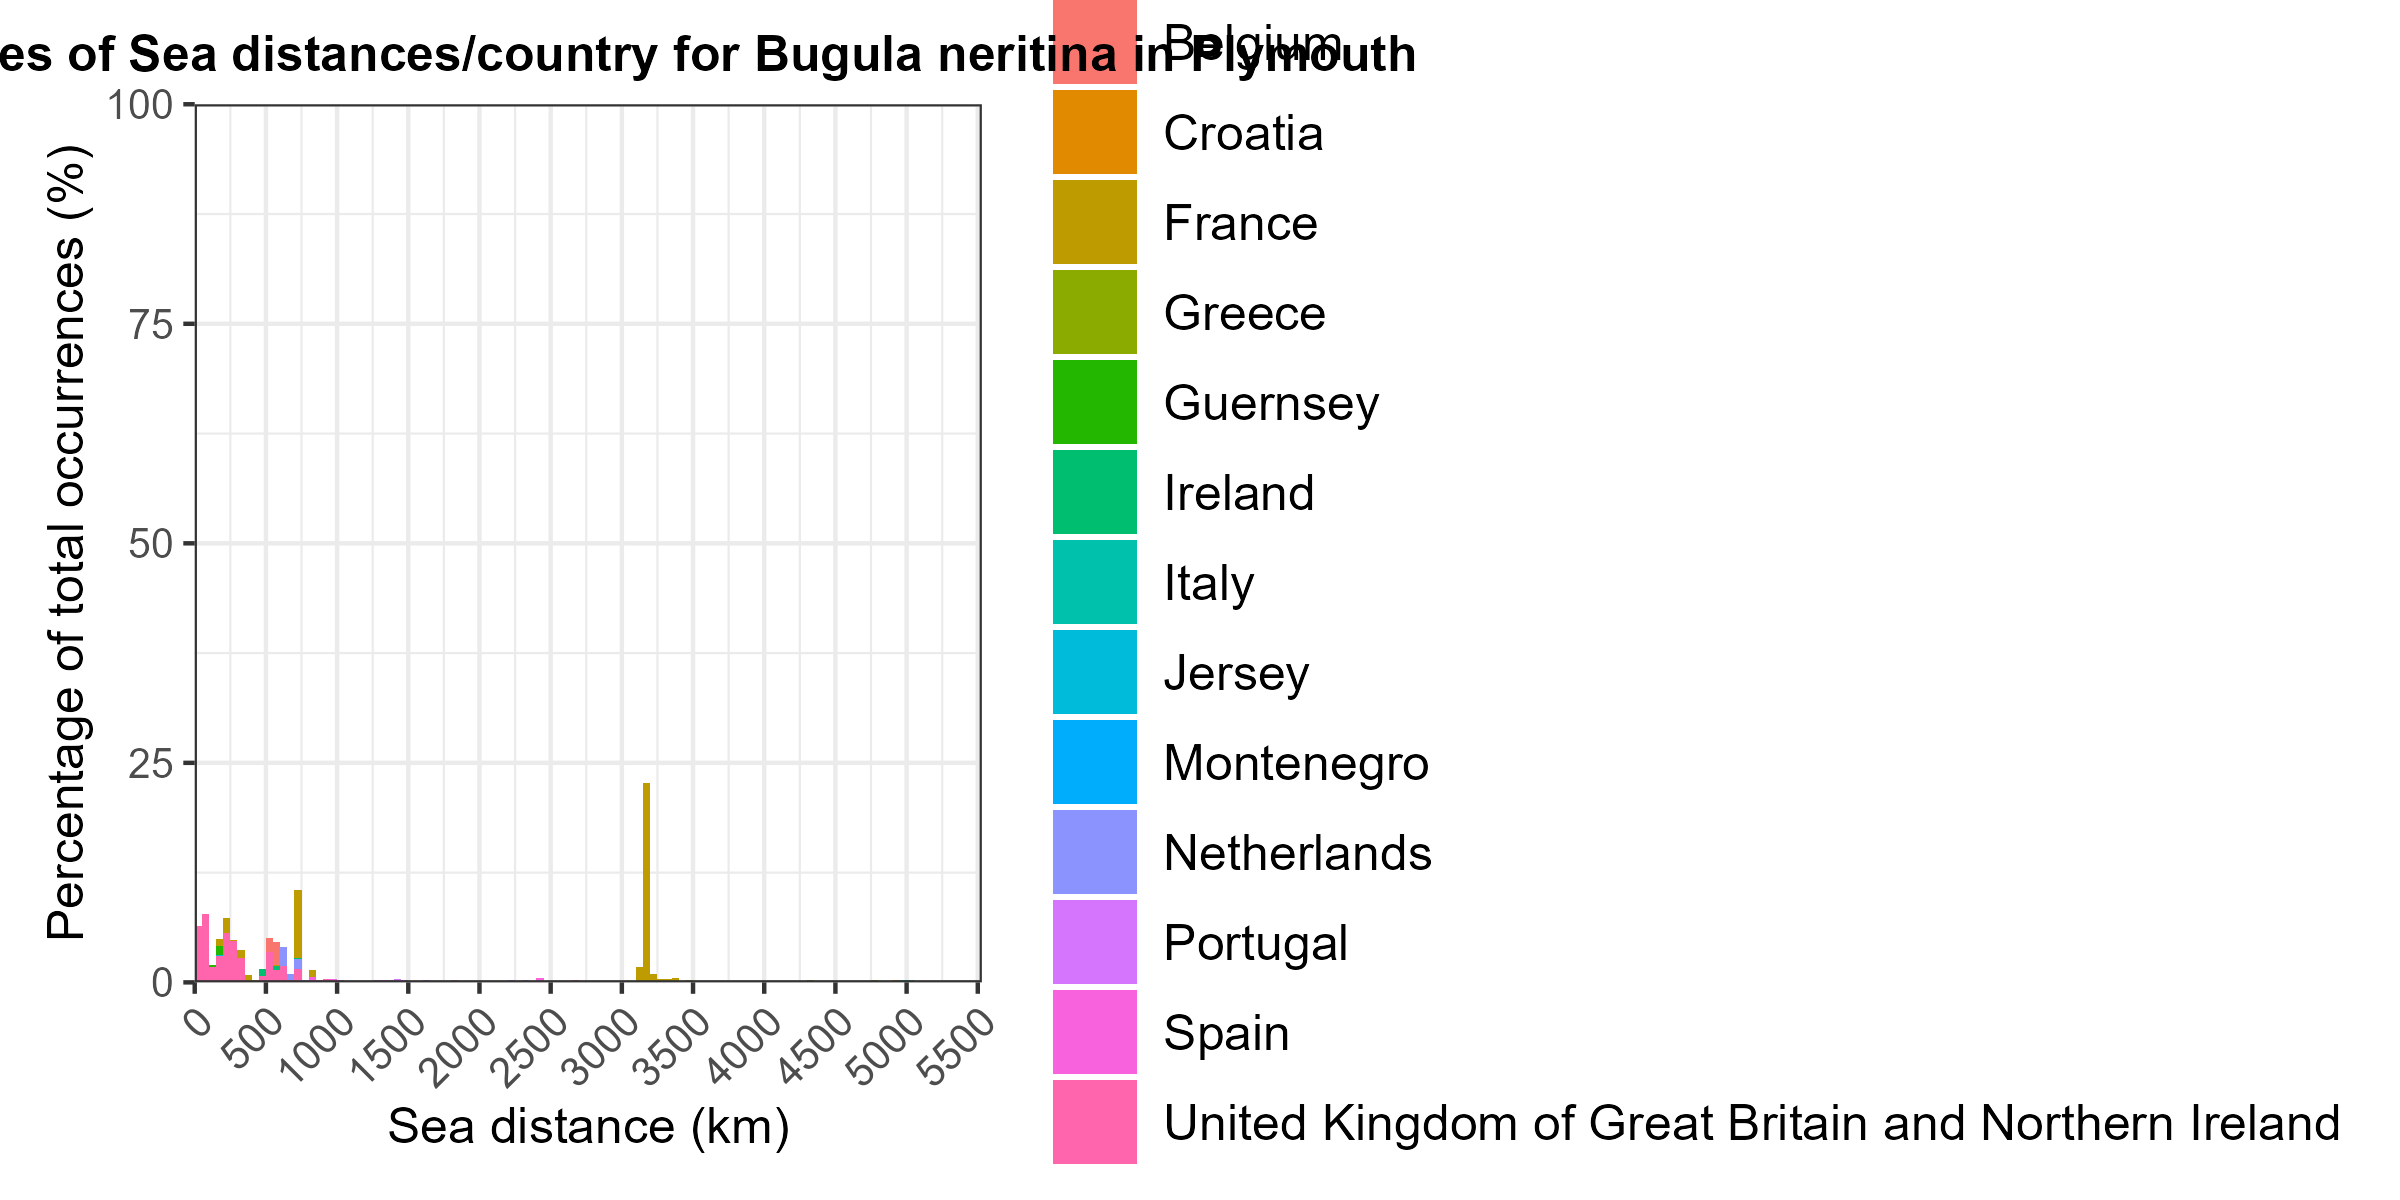 es of Sea distances/country for Bugula neritina in Plymouth
Percentage of total occurrences (%)
100
75
50
25
0
0
500
1000
1500
2000
2500
3000
3500
4000
4500
5000
5500
Sea distance (km)
Belgium
Croatia
France
Greece
Guernsey
Ireland
Italy
Jersey
Montenegro
Netherlands
Portugal
Spain
United Kingdom of Great Britain and Northern Ireland